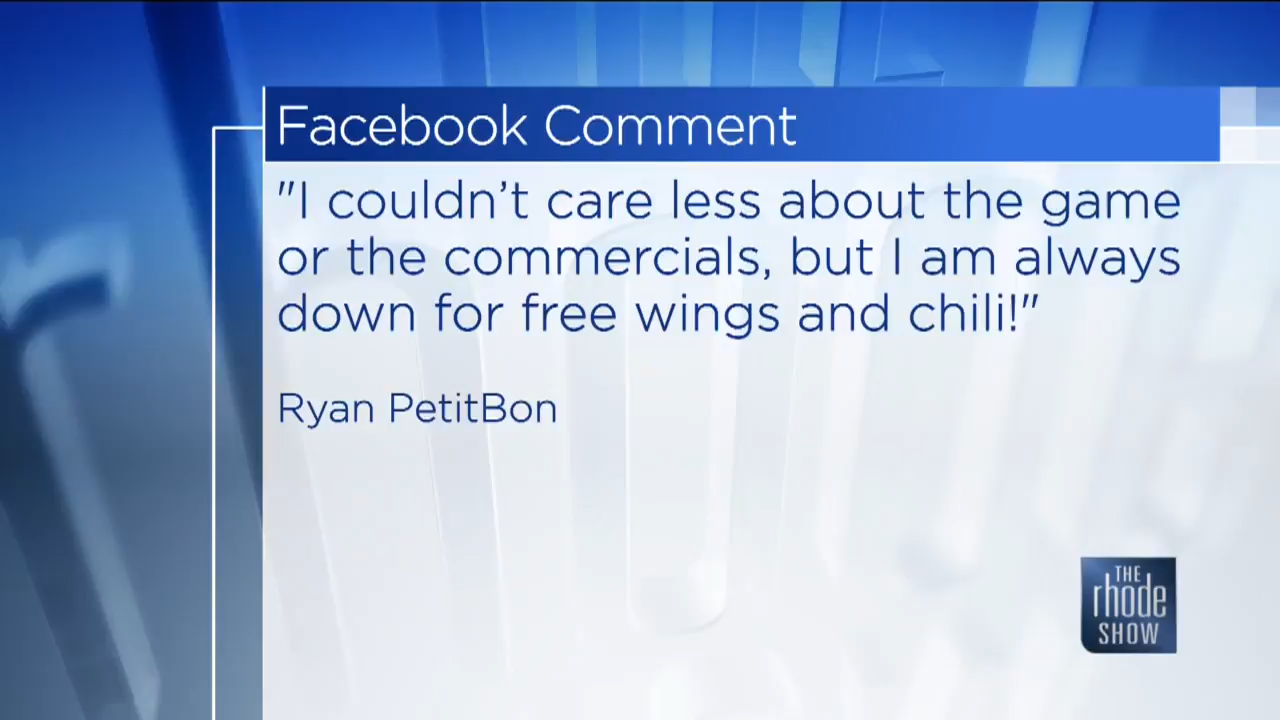 Facebook Comment
"I couldn’t care less about the game
or the commercials, but I am always
down for free wings and chili!"
Ryan PetitBon
THE
rhode
SHOW